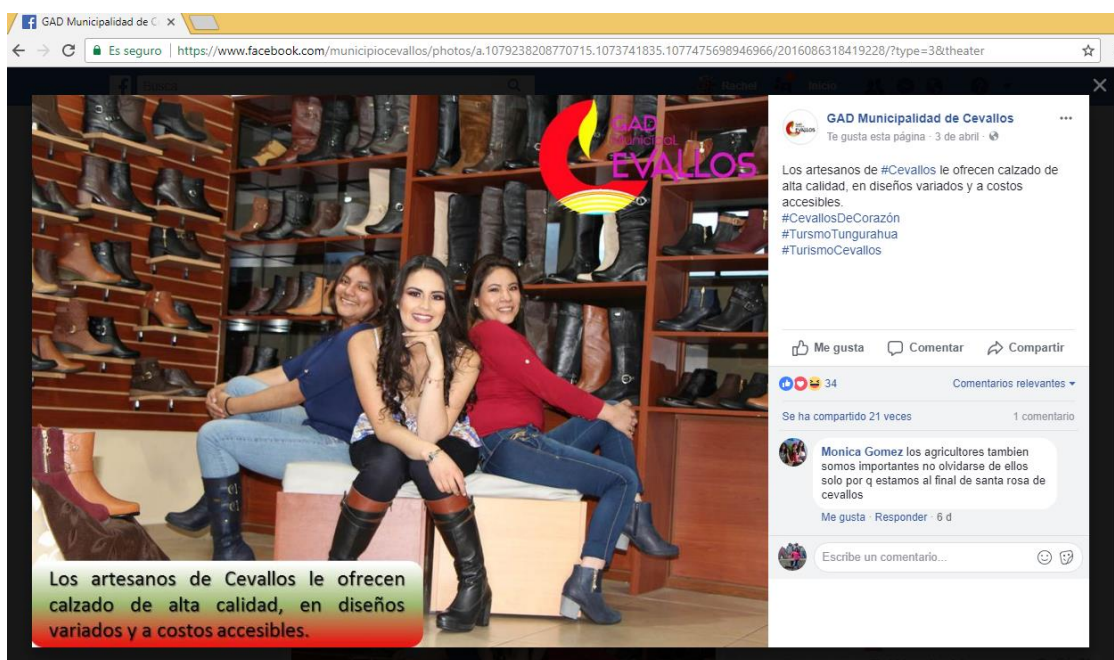 GAD Municipalidad de C
Es seguro | https://www.facebook.com/municipiocevallos/photos/a.1079238208770715.1073741835.1077475698946966/2016086318419228/?type=3&theater
Busca
Rachel
Inicio
GAD
Municipal
CEVALLOS
Los artesanos de Cevallos le ofrecen
calzado de alta calidad, en diseños
variados y a costos accesibles.
GAD Municipalidad de Cevallos
Te gusta esta página · 3 de abril ·
Los artesanos de #Cevallos le ofrecen calzado de
alta calidad, en diseños variados y a costos
accesibles.
#CevallosDeCorazón
#TursmoTungurahua
#TurismoCevallos
Me gusta
Comentar
Compartir
34
Comentarios relevantes
Se ha compartido 21 veces
1 comentario
Monica Gomez los agricultores tambien
somos importantes no olvidarse de ellos
solo por q estamos al final de santa rosa de
cevallos
Me gusta · Responder · 6 d
Escribe un comentario...